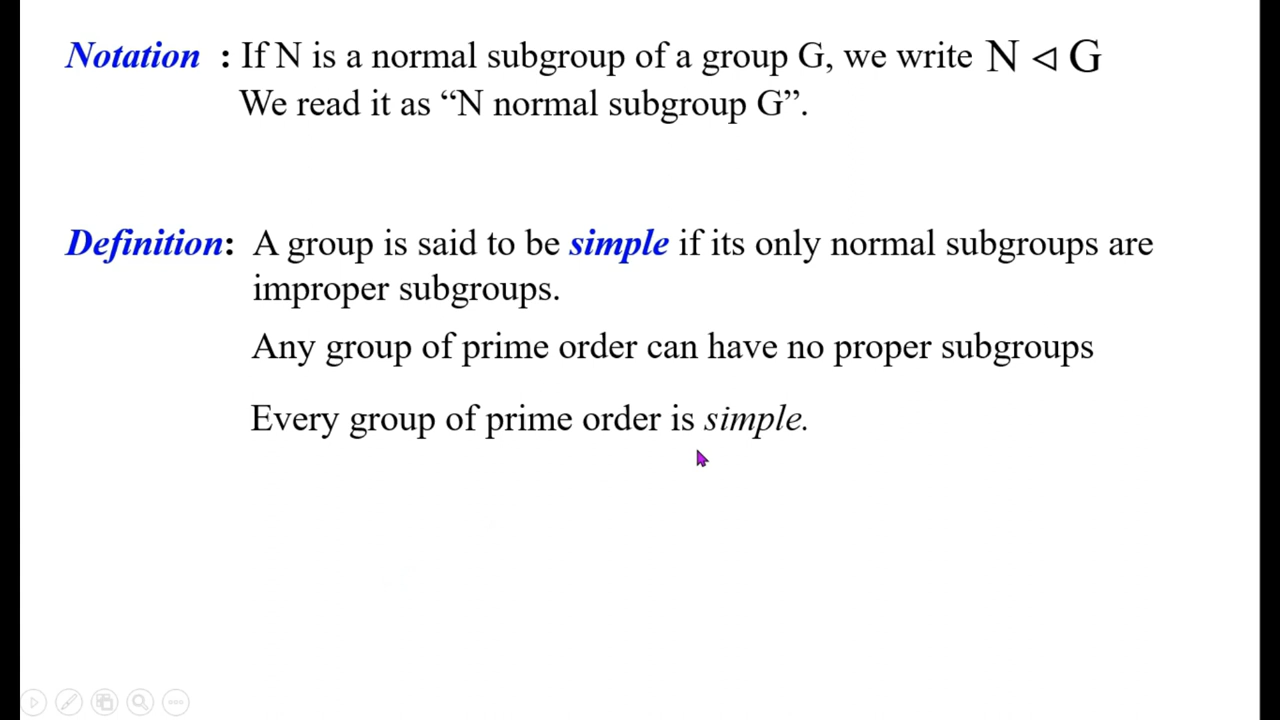 Notation : If N is a normal subgroup of a group G, we write N ⊲ G
We read it as “N normal subgroup G”.
Definition: A group is said to be simple if its only normal subgroups are
improper subgroups.
Any group of prime order can have no proper subgroups
Every group of prime order is simple.